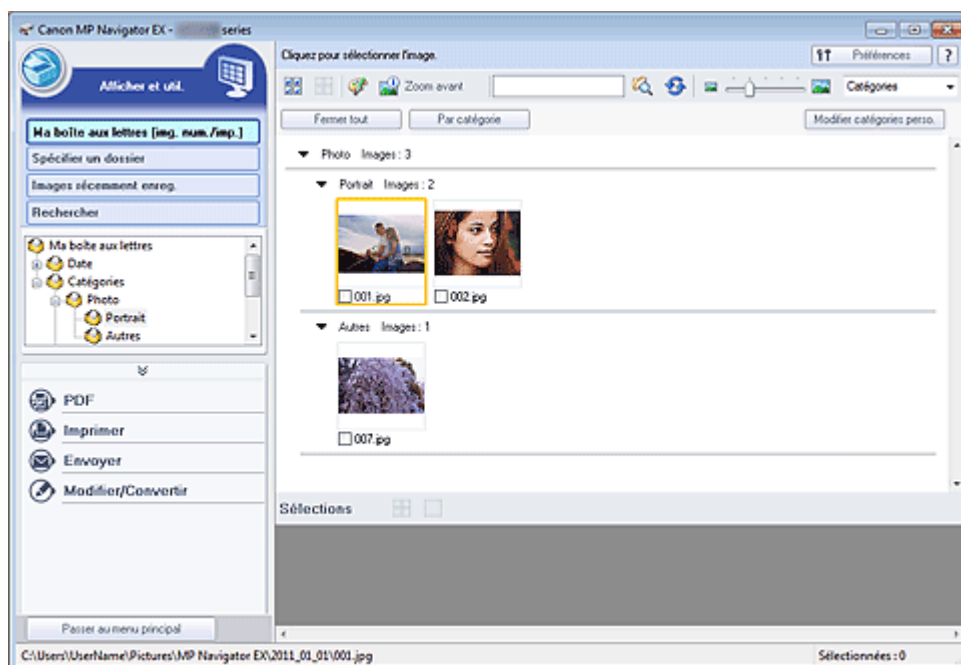 Canon MP Navigator EX - series
Cliquez pour sélectionner l'image.
Préférences
?
Afficher et util.
Zoom avant
Catégories
Fermer tout
Par catégorie
Modifier catégories perso.
Ma boîte aux lettres [img. num./imp.]
Spécifier un dossier
Images récemment enreg.
Rechercher
Ma boîte aux lettres
Date
Catégories
Photo
Portrait
Autres
PDF
Imprimer
Envoyer
Modifier/Convertir
Passer au menu principal
Photo Images : 3
Portrait Images : 2
001.jpg 002.jpg
Autres Images : 1
007.jpg
Sélections
C:\Users\UserName\Pictures\MP Navigator EX\2011_01_01\001.jpg
Sélectionnées : 0